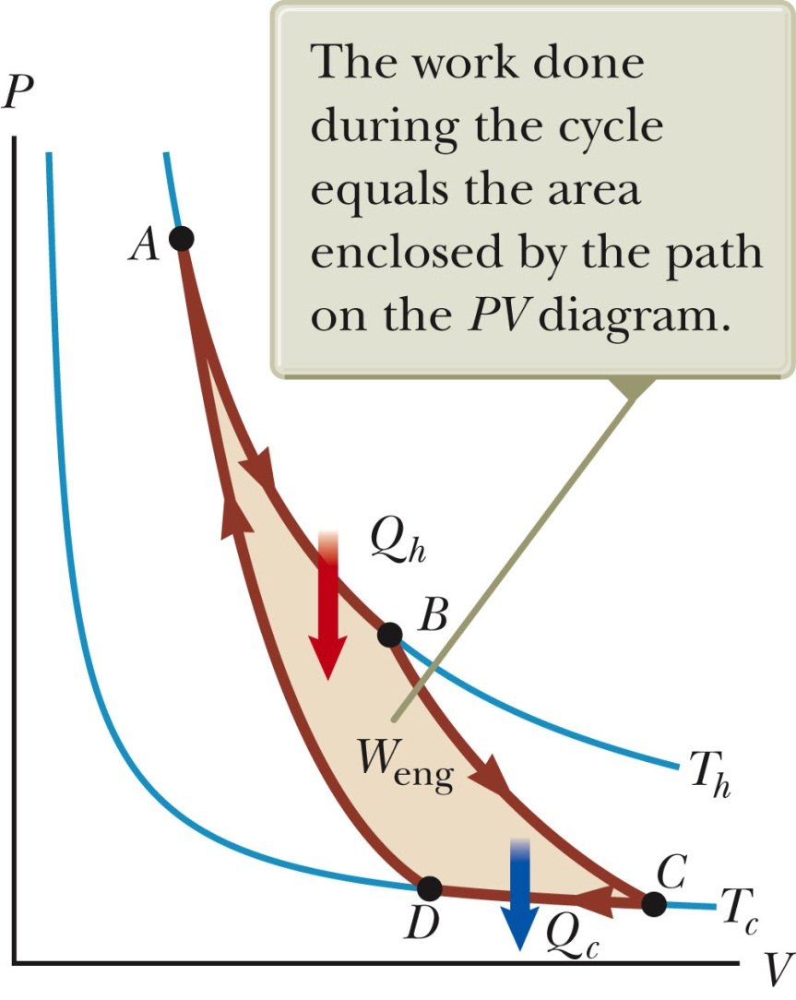 The work done
during the cycle
equals the area
enclosed by the path
on the PV diagram.
P
A
Qh
B
Weng
Th
C
D
Qc
Tc
V